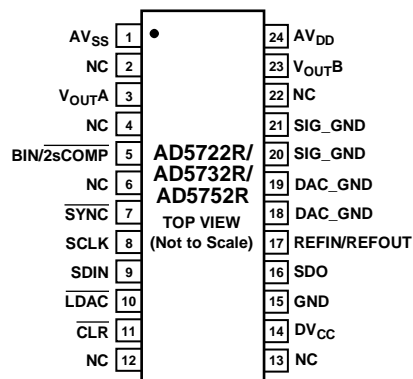 AVSS 1
NC 2
VOUTA 3
NC 4
BIN/2sCOMP 5
NC 6
SYNC 7
SCLK 8
SDIN 9
LDAC 10
CLR 11
NC 12
AD5722R/
AD5732R/
AD5752R
TOP VIEW
(Not to Scale)
24 AVDD
23 VOUTB
22 NC
21 SIG_GND
20 SIG_GND
19 DAC_GND
18 DAC_GND
17 REFIN/REFOUT
16 SDO
15 GND
14 DVCC
13 NC